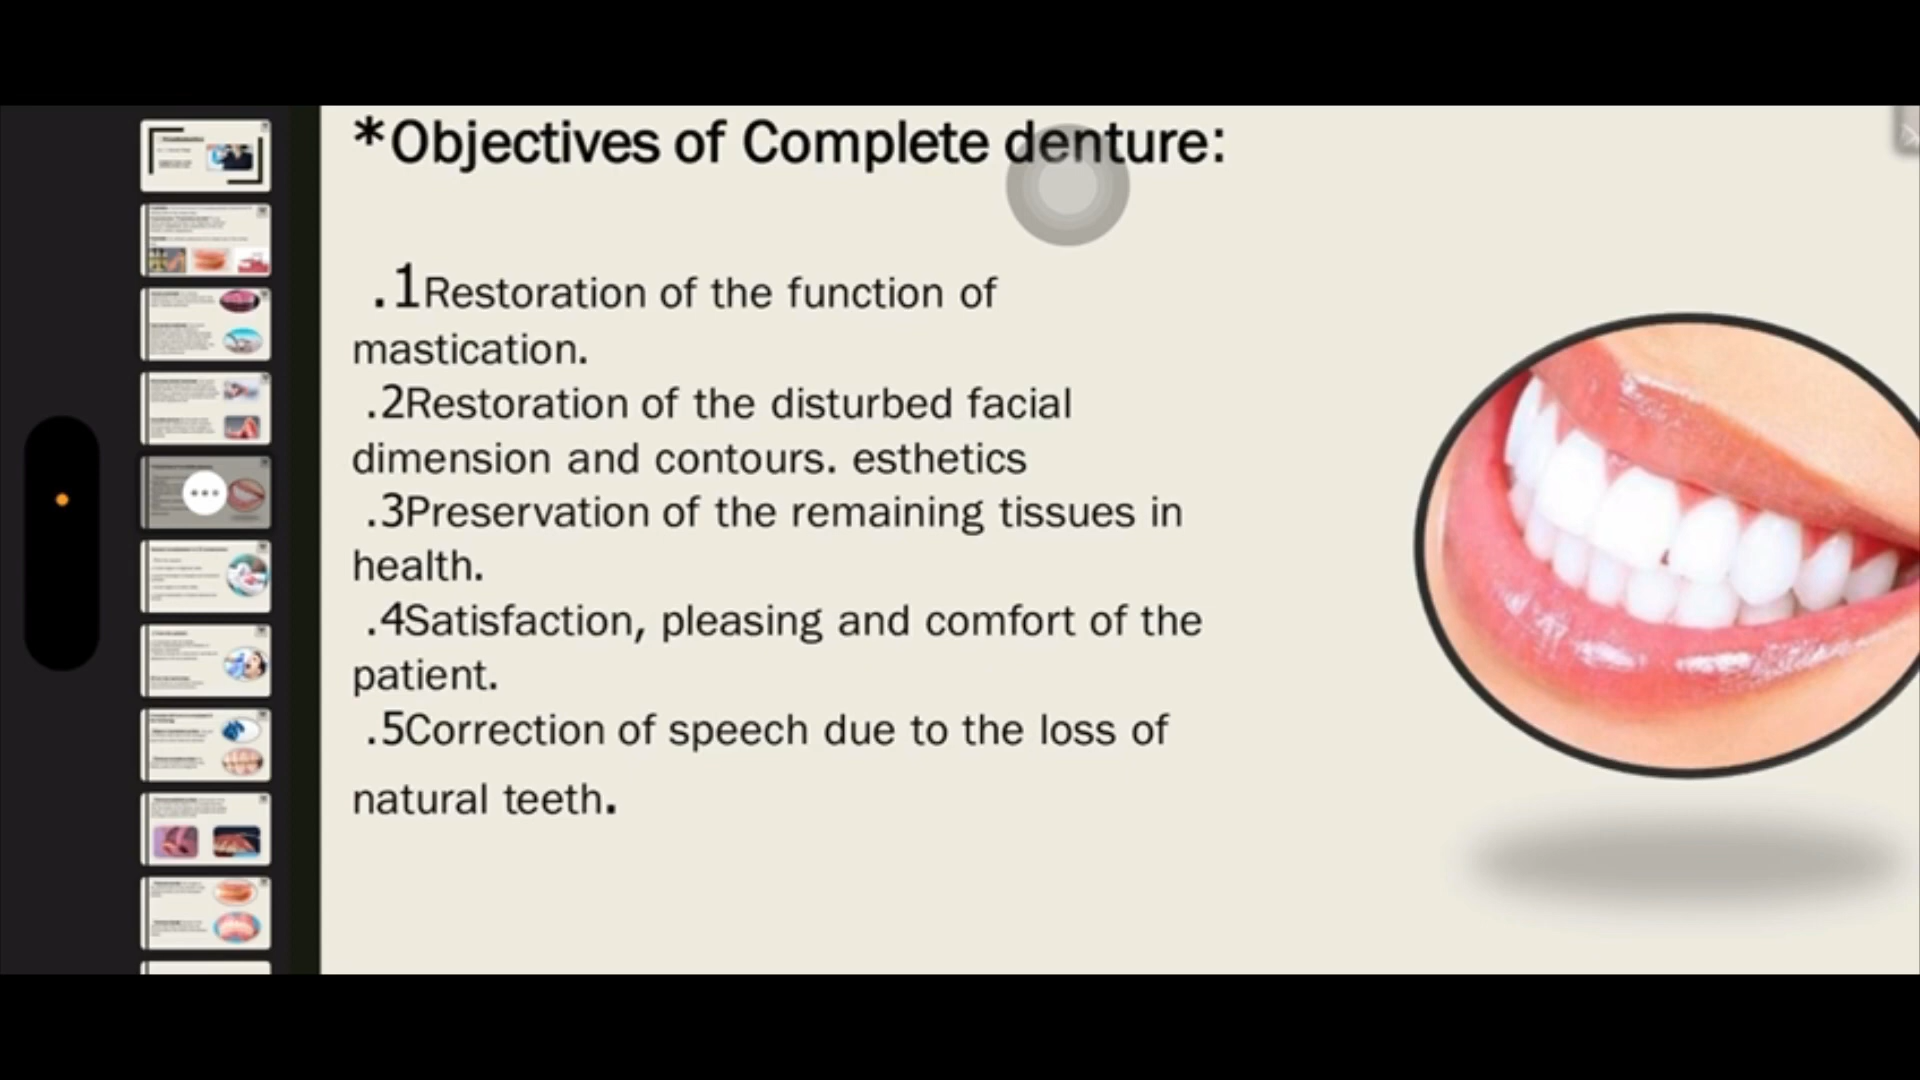 *Objectives of Complete denture:
.1Restoration of the function of
mastication.
.2Restoration of the disturbed facial
dimension and contours. esthetics
.3Preservation of the remaining tissues in
health.
.4Satisfaction, pleasing and comfort of the
patient.
.5Correction of speech due to the loss of
natural teeth.